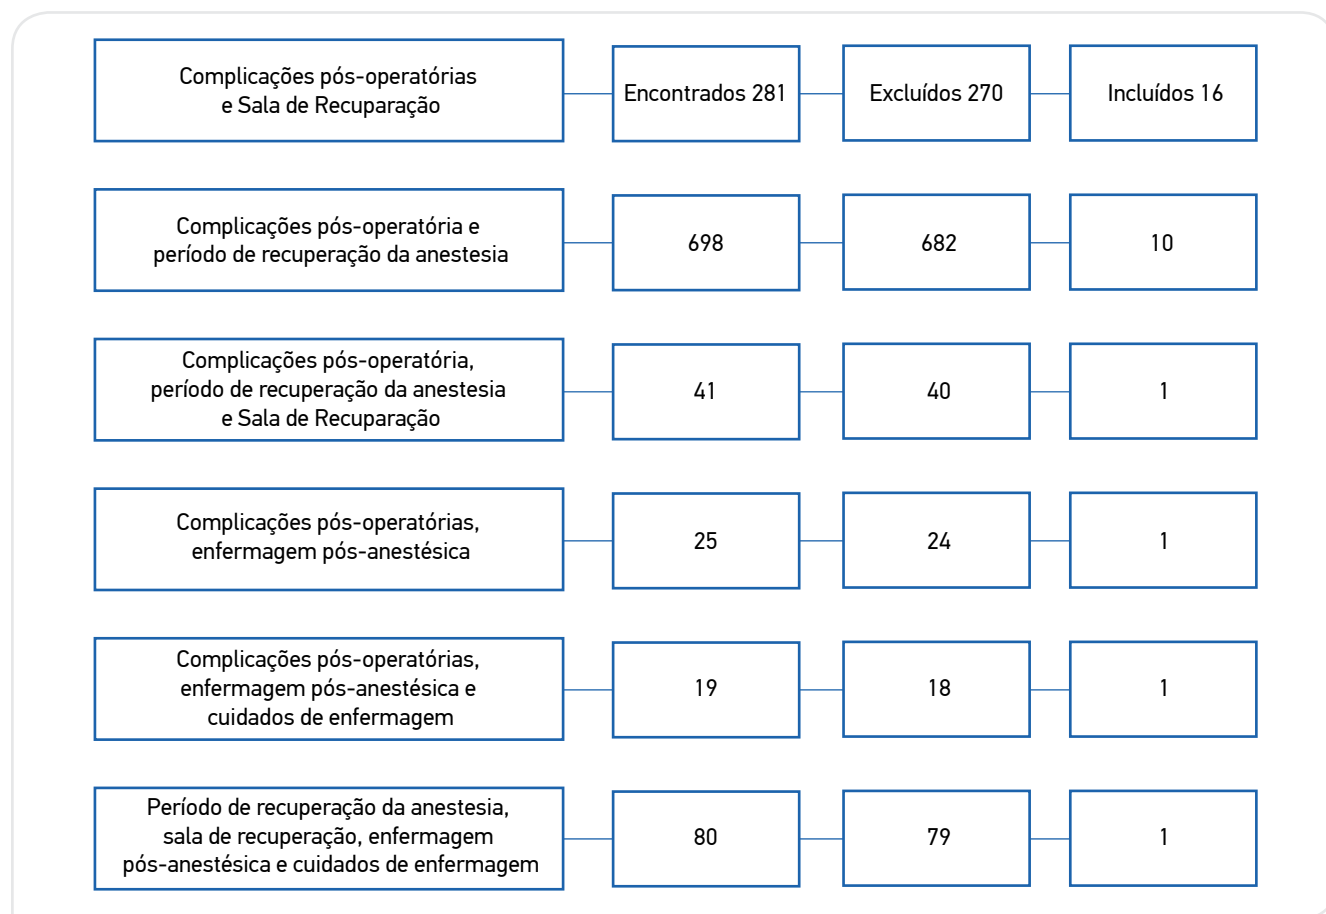 Complicações pós-operatórias
e Sala de Recuparação
Encontrados 281
Excluídos 270
Incluídos 16
Complicações pós-operatória e
período de recuperação da anestesia
698
682
10
Complicações pós-operatória,
período de recuperação da anestesia
e Sala de Recuparação
41
40
1
Complicações pós-operatórias,
enfermagem pós-anestésica
25
24
1
Complicações pós-operatórias,
enfermagem pós-anestésica e
cuidados de enfermagem
19
18
1
Período de recuperação da anestesia,
sala de recuperação, enfermagem
pós-anestésica e cuidados de enfermagem
80
79
1